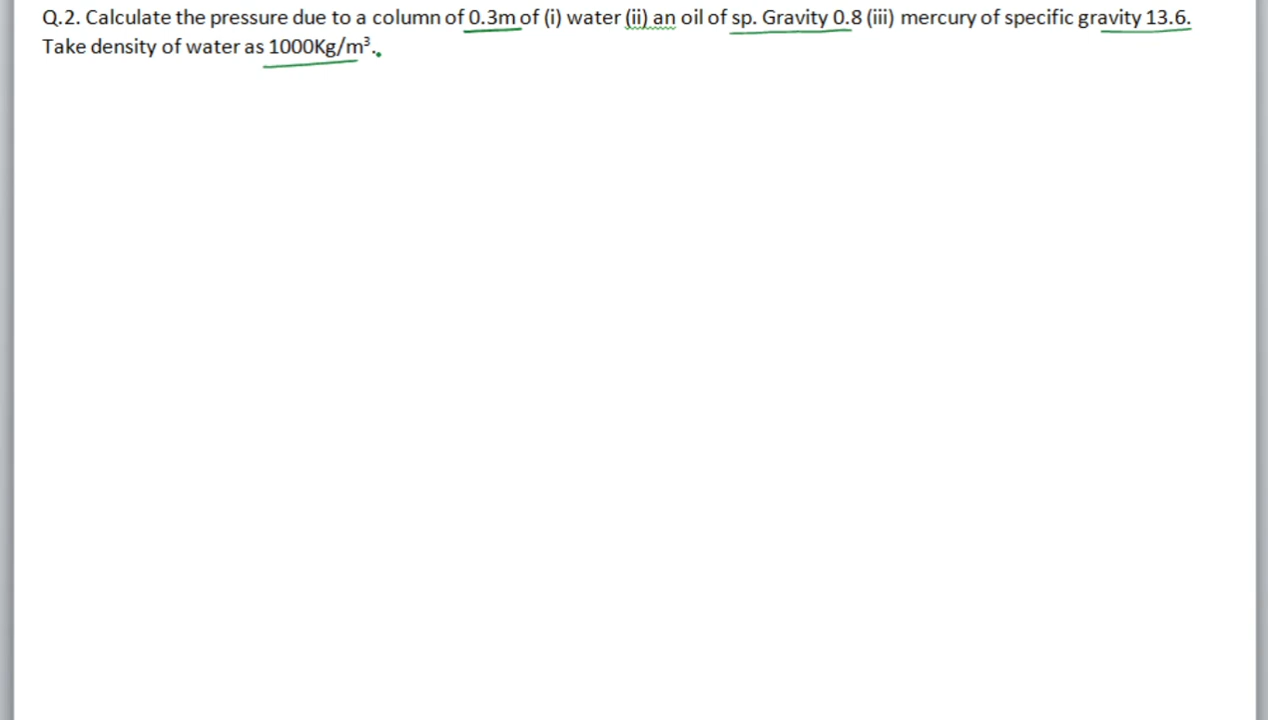 Q.2. Calculate the pressure due to a column of 0.3m of (i) water (ii) an oil of sp. Gravity 0.8 (iii) mercury of specific gravity 13.6.
Take density of water as 1000Kg/m³.